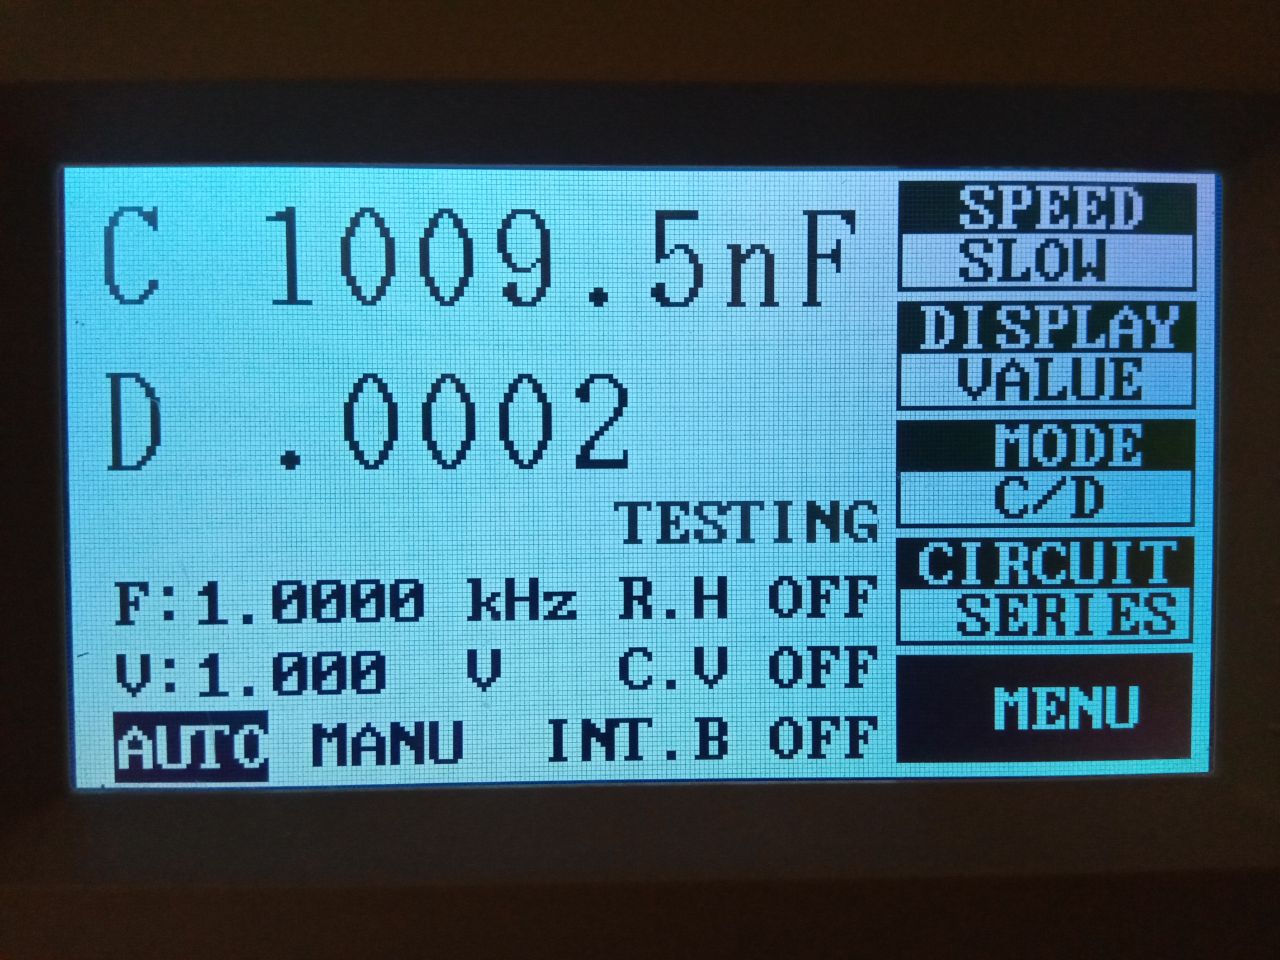 C 1009.5nF
D .0002
TESTING
F:1.0000 kHz R.H OFF
V:1.000 V C.V OFF
AUTO MANU INT.B OFF
SPEED
SLOW
DISPLAY
VALUE
MODE
C/D
CIRCUIT
SERIES
MENU